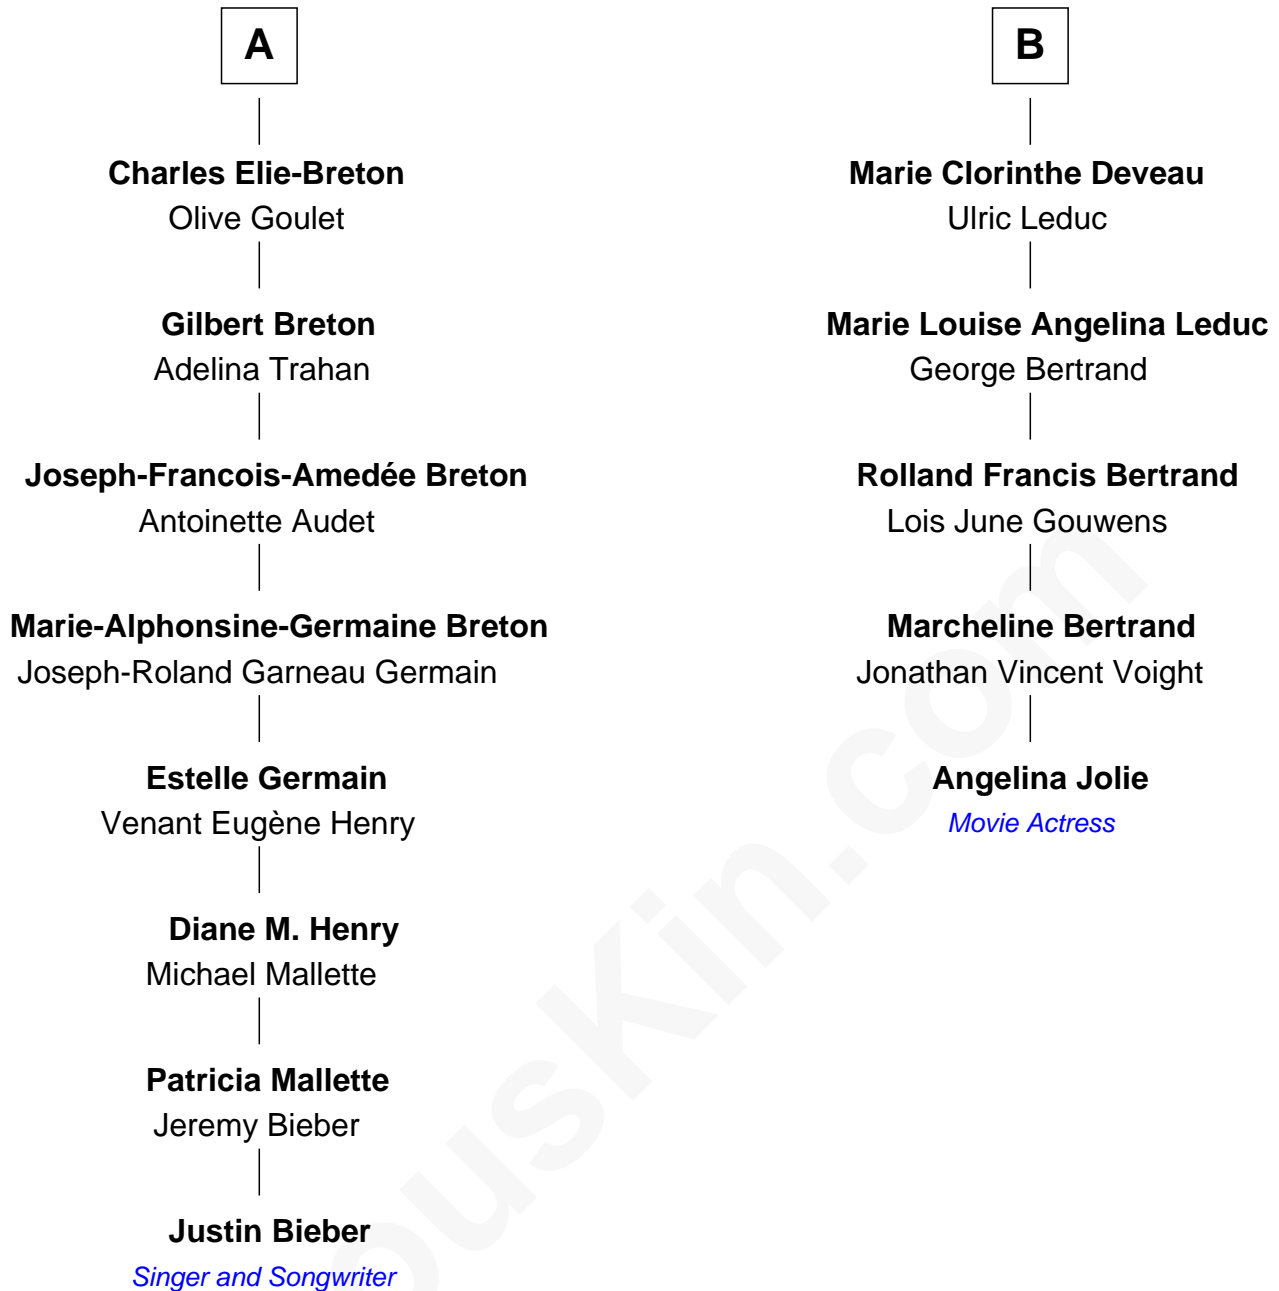 A
Charles Elie-Breton
Olive Goulet
Gilbert Breton
Adelina Trahan
Joseph-Francois-Amedée Breton
Antoinette Audet
Marie-Alphonsine-Germaine Breton
Joseph-Roland Garneau Germain
Estelle Germain
Venant Eugène Henry
Diane M. Henry
Michael Mallette
Patricia Mallette
Jeremy Bieber
Justin Bieber
Singer and Songwriter
B
Marie Clorinthe Deveau
Ulric Leduc
Marie Louise Angelina Leduc
George Bertrand
Rolland Francis Bertrand
Lois June Gouwens
Marcheline Bertrand
Jonathan Vincent Voight
Angelina Jolie
Movie Actress
ousKin.com